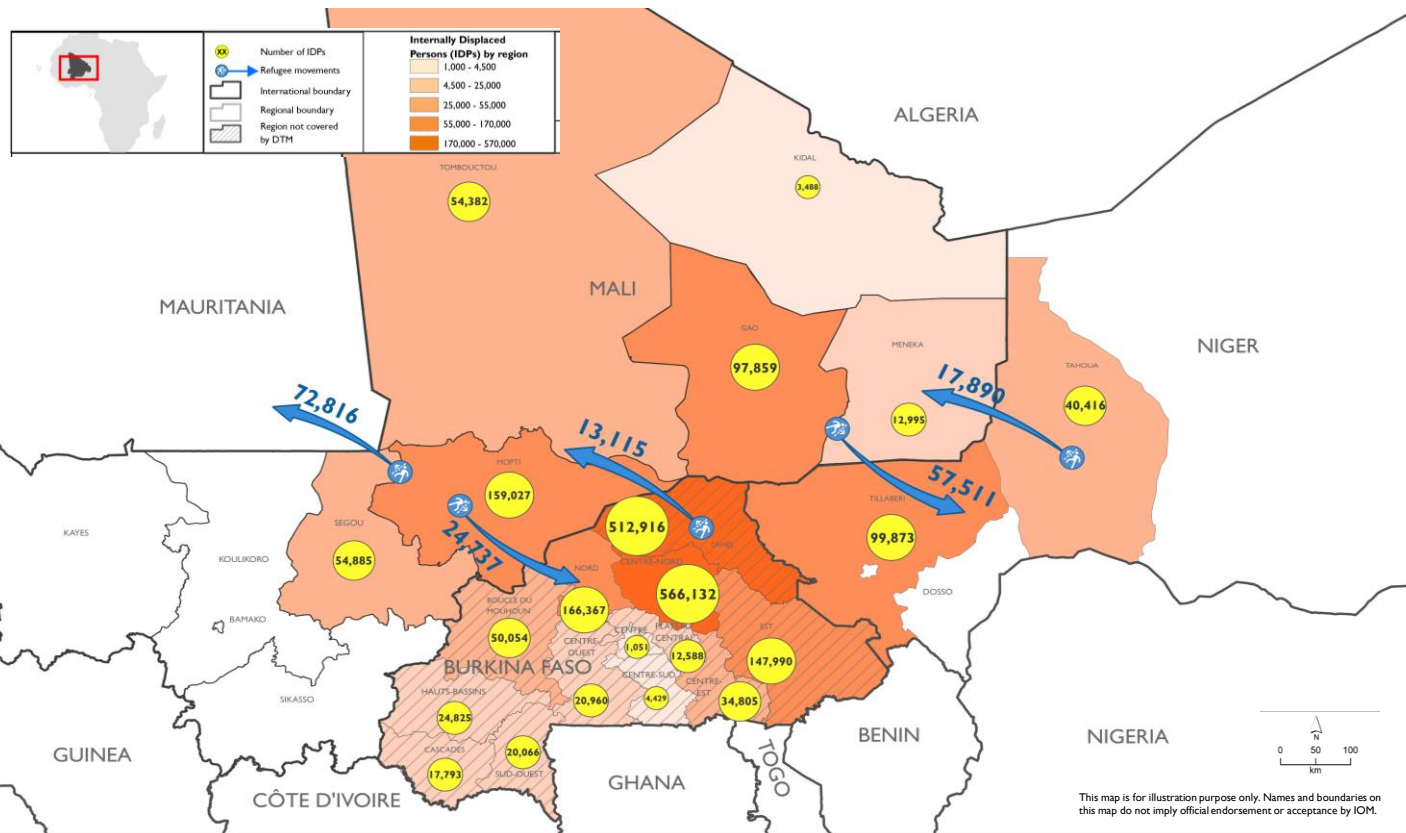 XX
Number of IDPs
Refugee movements
International boundary
Regional boundary
Region not covered
by DTM
Internally Displaced
Persons (IDPs) by region
1,000 - 4,500
4,500 - 25,000
25,000 - 55,000
55,000 - 170,000
170,000 - 570,000
ALGERIA
KIDAL
3,488
TOMBOUCTOU
54,382
MALI
MAURITANIA
GAO
97,859
MENEKA
12,995
NIGER
TAHOUA
40,416
17,890
72,816
13,115
57,511
MOPTI
159,027
24,737
TILLABERI
99,873
SEGOU
54,885
KAYES
KOULIKORO
BAMAKO
SIKASSO
512,916
SAHEL
CENTRE-NORD
566,132
NORD
166,367
BOUCLE DU
MOUHOUN
50,054
DOSSO
CENTRE
1,051
PLATEAU
CENTRAL
12,588
EST
147,990
CENTRE-
OUEST
20,960
BURKINA FASO
CENTRE-SUD
4,429
CENTRE-
EST
34,805
HAUTS-BASSINS
24,825
CASCADES
17,793
20,066
SUD-OUEST
GUINEA
CÔTE D'IVOIRE
GHANA
TOGO
BENIN
NIGERIA
N
0 50 100
km
This map is for illustration purpose only. Names and boundaries on
this map do not imply official endorsement or acceptance by IOM.